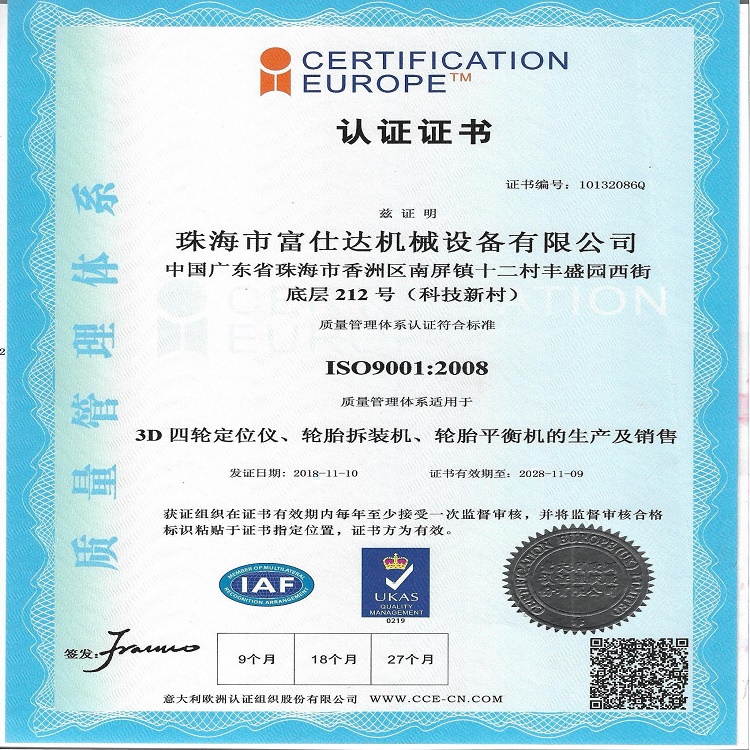 CERTIFICATION
EUROPE™
认证证书
证书编号：10132086Q
兹证明
珠海市富仕达机械设备有限公司
中国广东省珠海市香洲区南屏镇十二村丰盛园西街
底层 212 号（科技新村）
质量管理体系认证符合标准
ISO9001:2008
质量管理体系适用于
3D 四轮定位仪、轮胎拆装机、轮胎平衡机的生产及销售
发证日期：2018-11-10 证书有效期至：2028-11-09
获证组织在证书有效期内每年至少接受一次监督审核，并将监督审核合格
标识粘贴于证书指定位置，证书方为有效。
质量管理体系
MEMBER OF MULTILATERAL
IAF
RECOGNITION ARRANGEMENT
UKAS
QUALITY
MANAGEMENT
0219
签发:
9个月 18个月 27个月
意大利欧洲认证组织股份有限公司 WWW.CCE-CN.COM